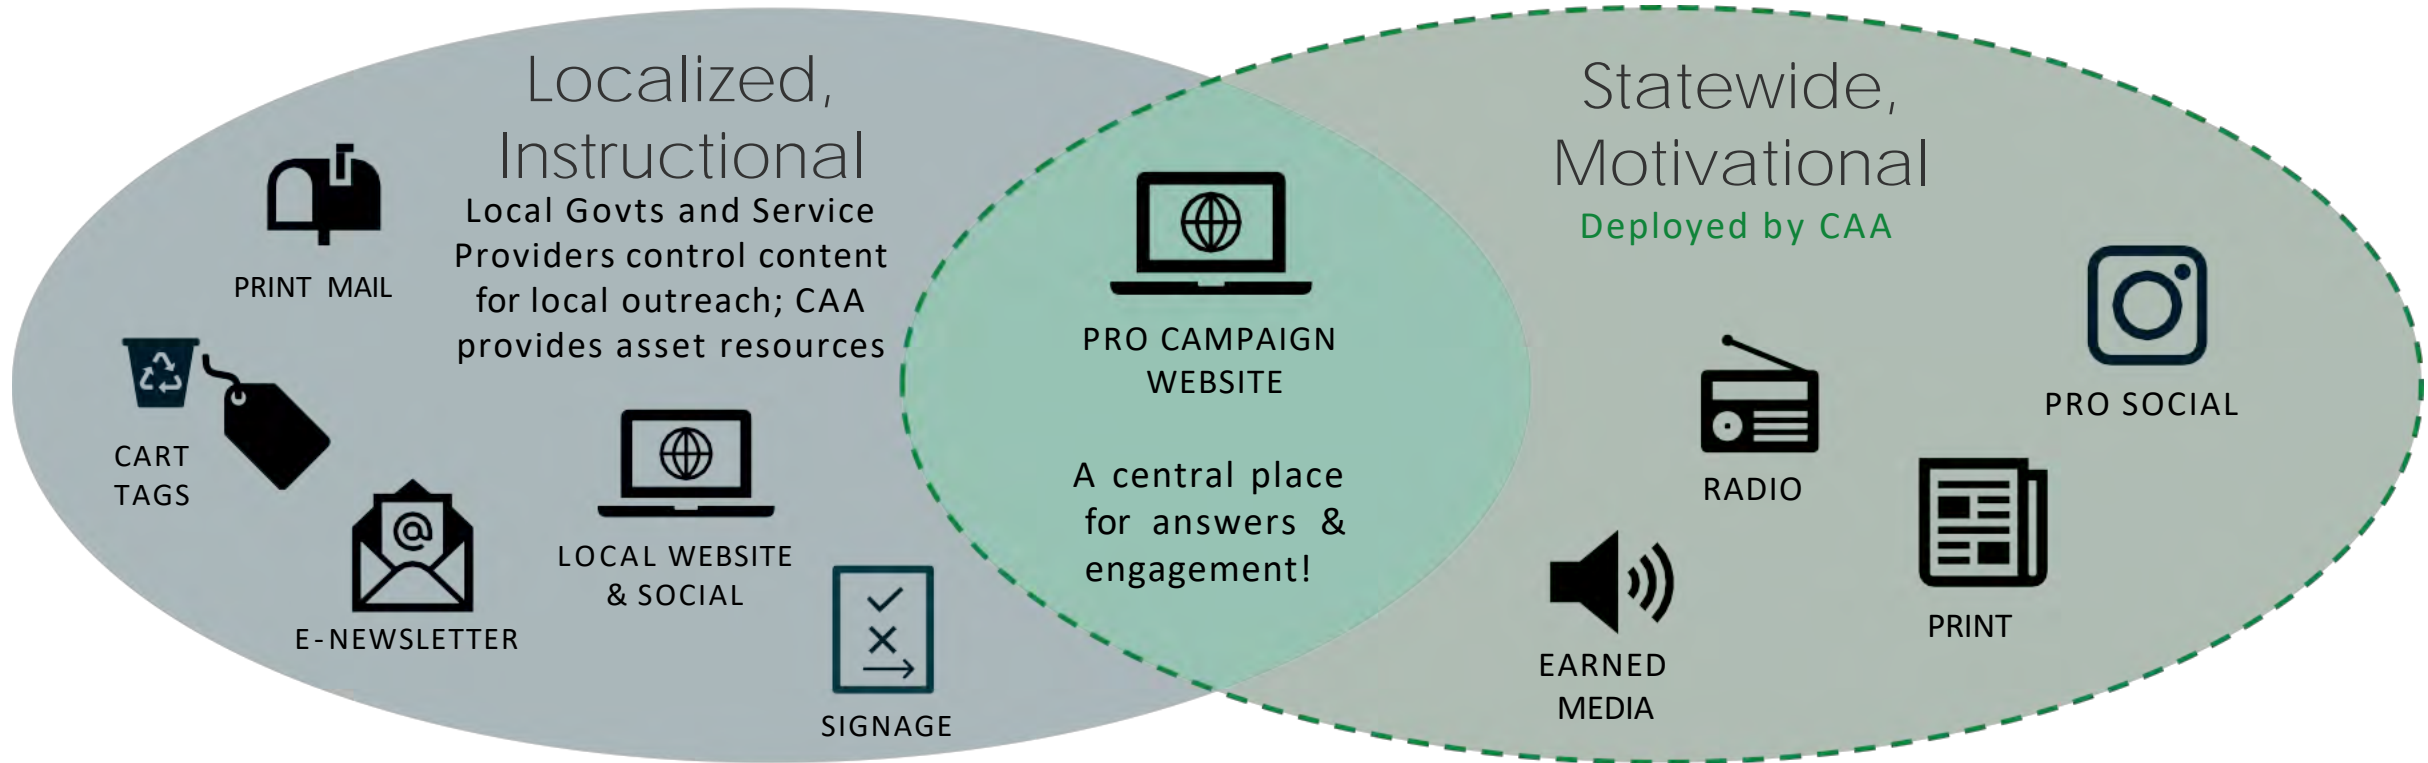 Localized,
Instructional
Local Govts and Service
Providers control content
for local outreach; CAA
provides asset resources
PRINT MAIL
CART
TAGS
E-NEWSLETTER
@
LOCAL WEBSITE
& SOCIAL
SIGNAGE
PRO CAMPAIGN
WEBSITE
A central place
for answers &
engagement!
Statewide,
Motivational
Deployed by CAA
PRO SOCIAL
RADIO
PRINT
EARNED
MEDIA